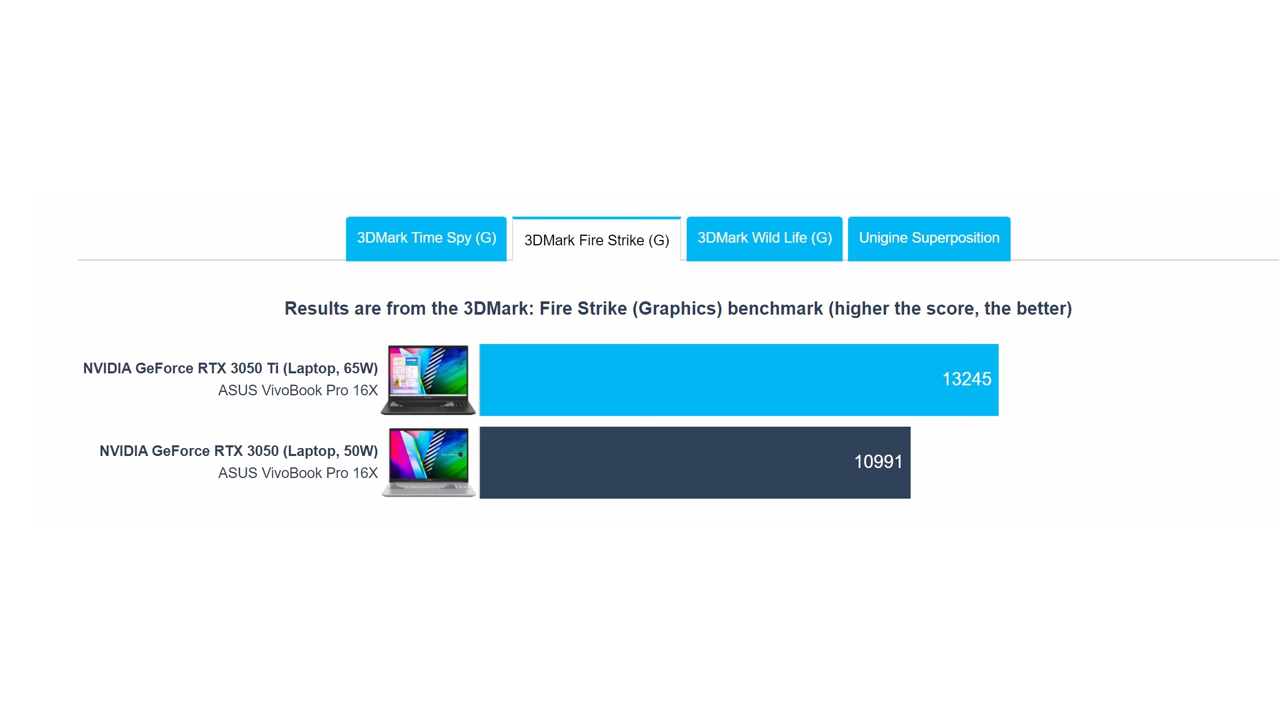 3DMark Time Spy (G)
3DMark Fire Strike (G)
3DMark Wild Life (G)
Unigine Superposition
Results are from the 3DMark: Fire Strike (Graphics) benchmark (higher the score, the better)
NVIDIA GeForce RTX 3050 Ti (Laptop, 65W)
ASUS VivoBook Pro 16X
13245
NVIDIA GeForce RTX 3050 (Laptop, 50W)
ASUS VivoBook Pro 16X
10991